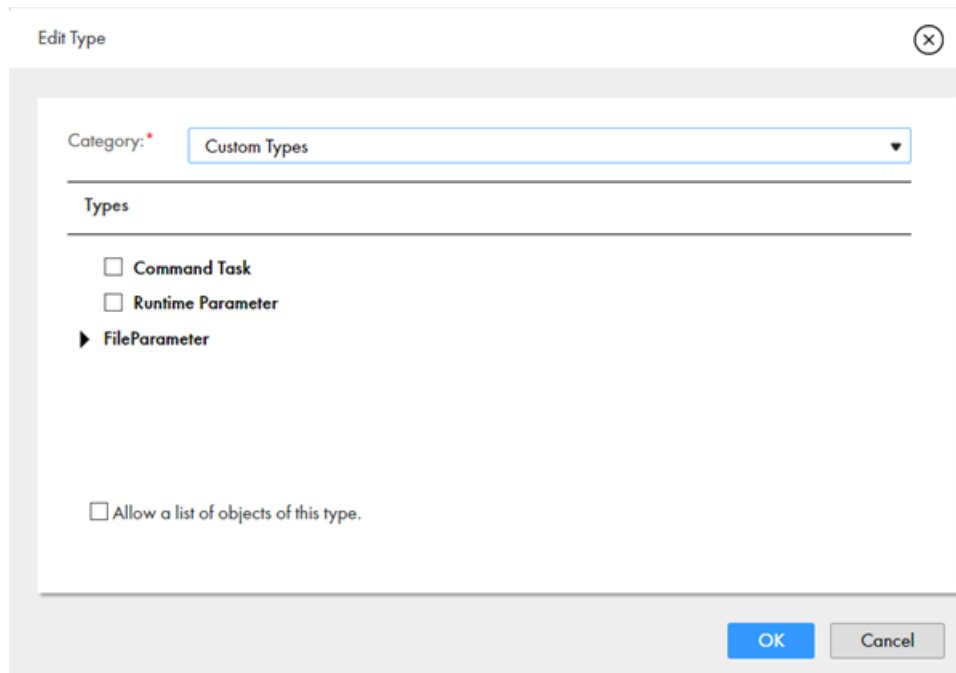 Edit Type
Category:* Custom Types
Types
Command Task
Runtime Parameter
FileParameter
Allow a list of objects of this type.
OK Cancel